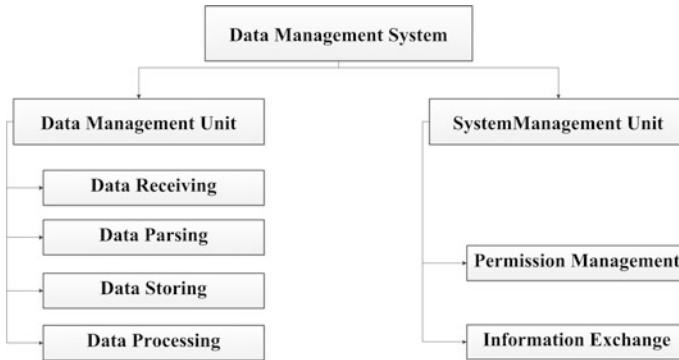 Data Management System
Data Management Unit
SystemManagement Unit
Data Receiving
Data Parsing
Data Storing
Data Processing
Permission Management
Information Exchange